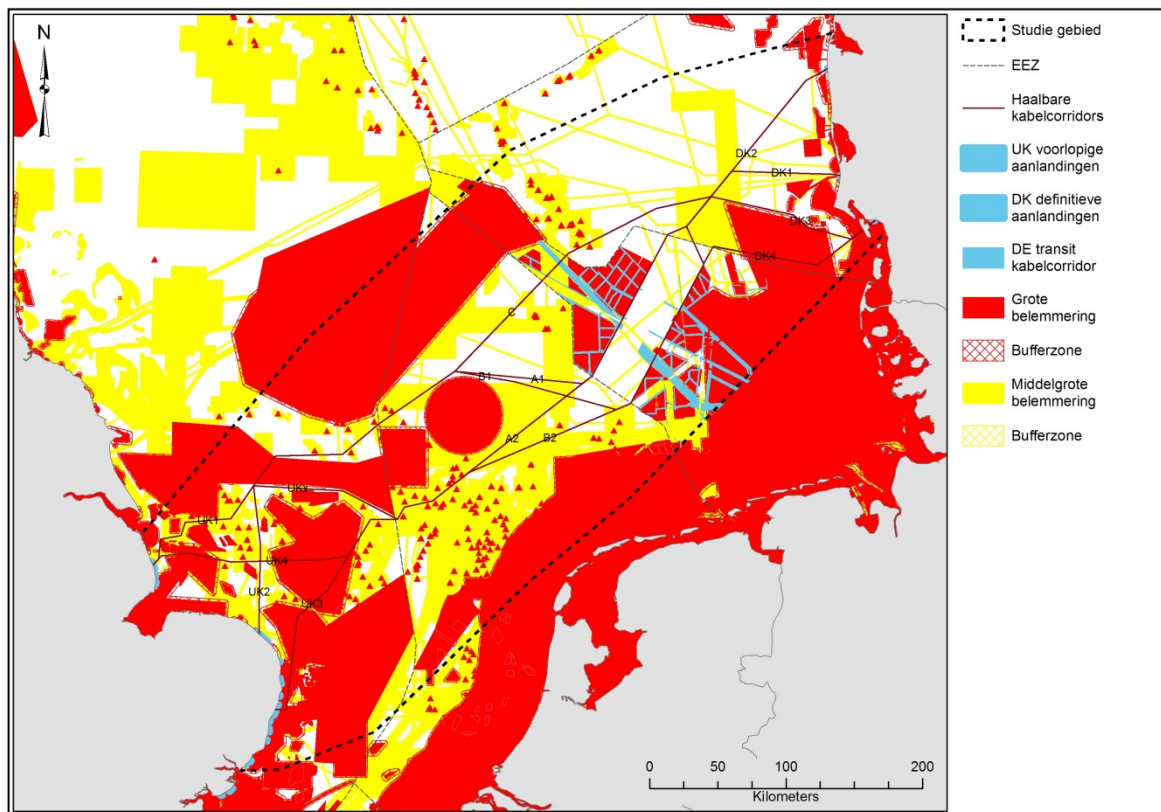 N
DK2
DK1
DK3
DK4
C
B1
A1
A2
B2
UKx
UK1
UK4
UK2
UK3
0 50 100 200
Kilometers
Studie gebied
EEZ
Haalbare
kabelcorridors
UK voorlopige
aanlandingen
DK definitieve
aanlandingen
DE transit
kabelcorridor
Grote
belemmering
Bufferzone
Middelgrote
belemmering
Bufferzone